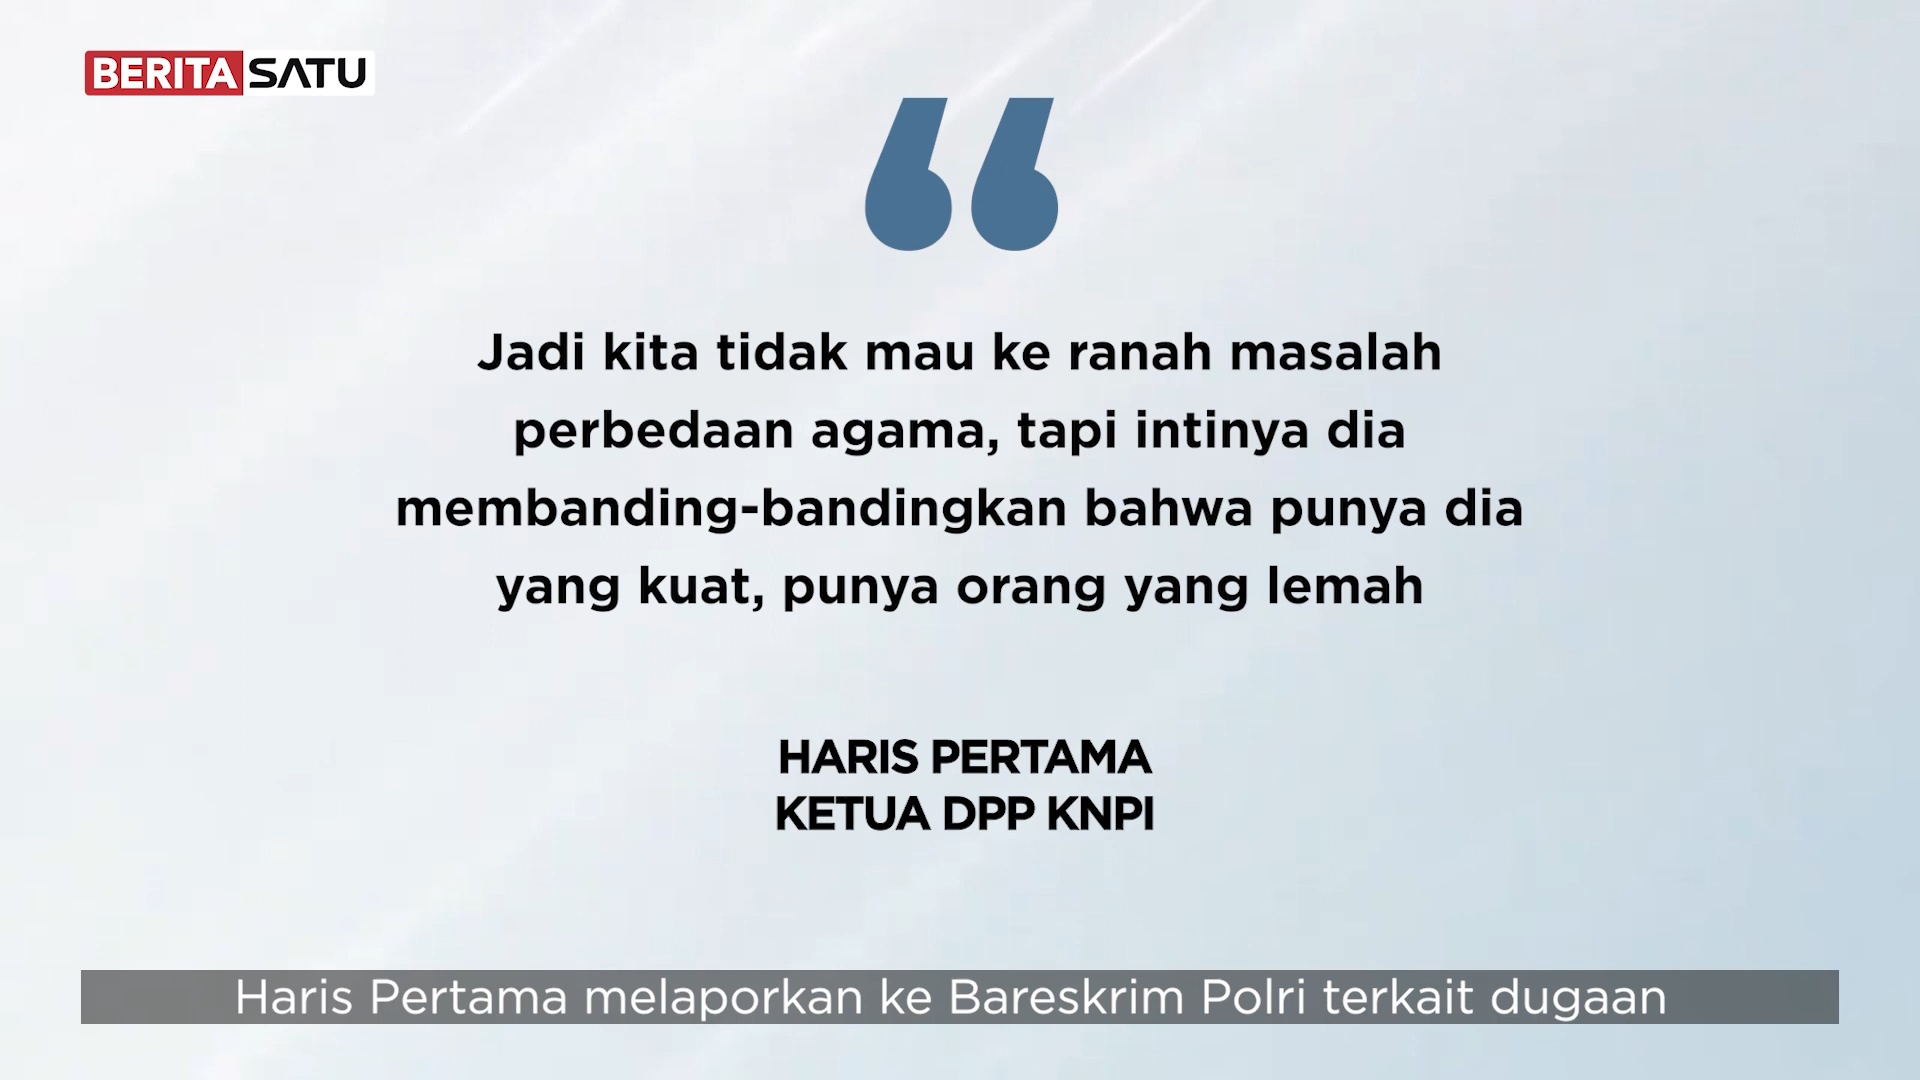 BERITA SATU
Jadi kita tidak mau ke ranah masalah
perbedaan agama, tapi intinya dia
membanding-bandingkan bahwa punya dia
yang kuat, punya orang yang lemah
HARIS PERTAMA
KETUA DPP KNPI
Haris Pertama melaporkan ke Bareskrim Polri terkait dugaan